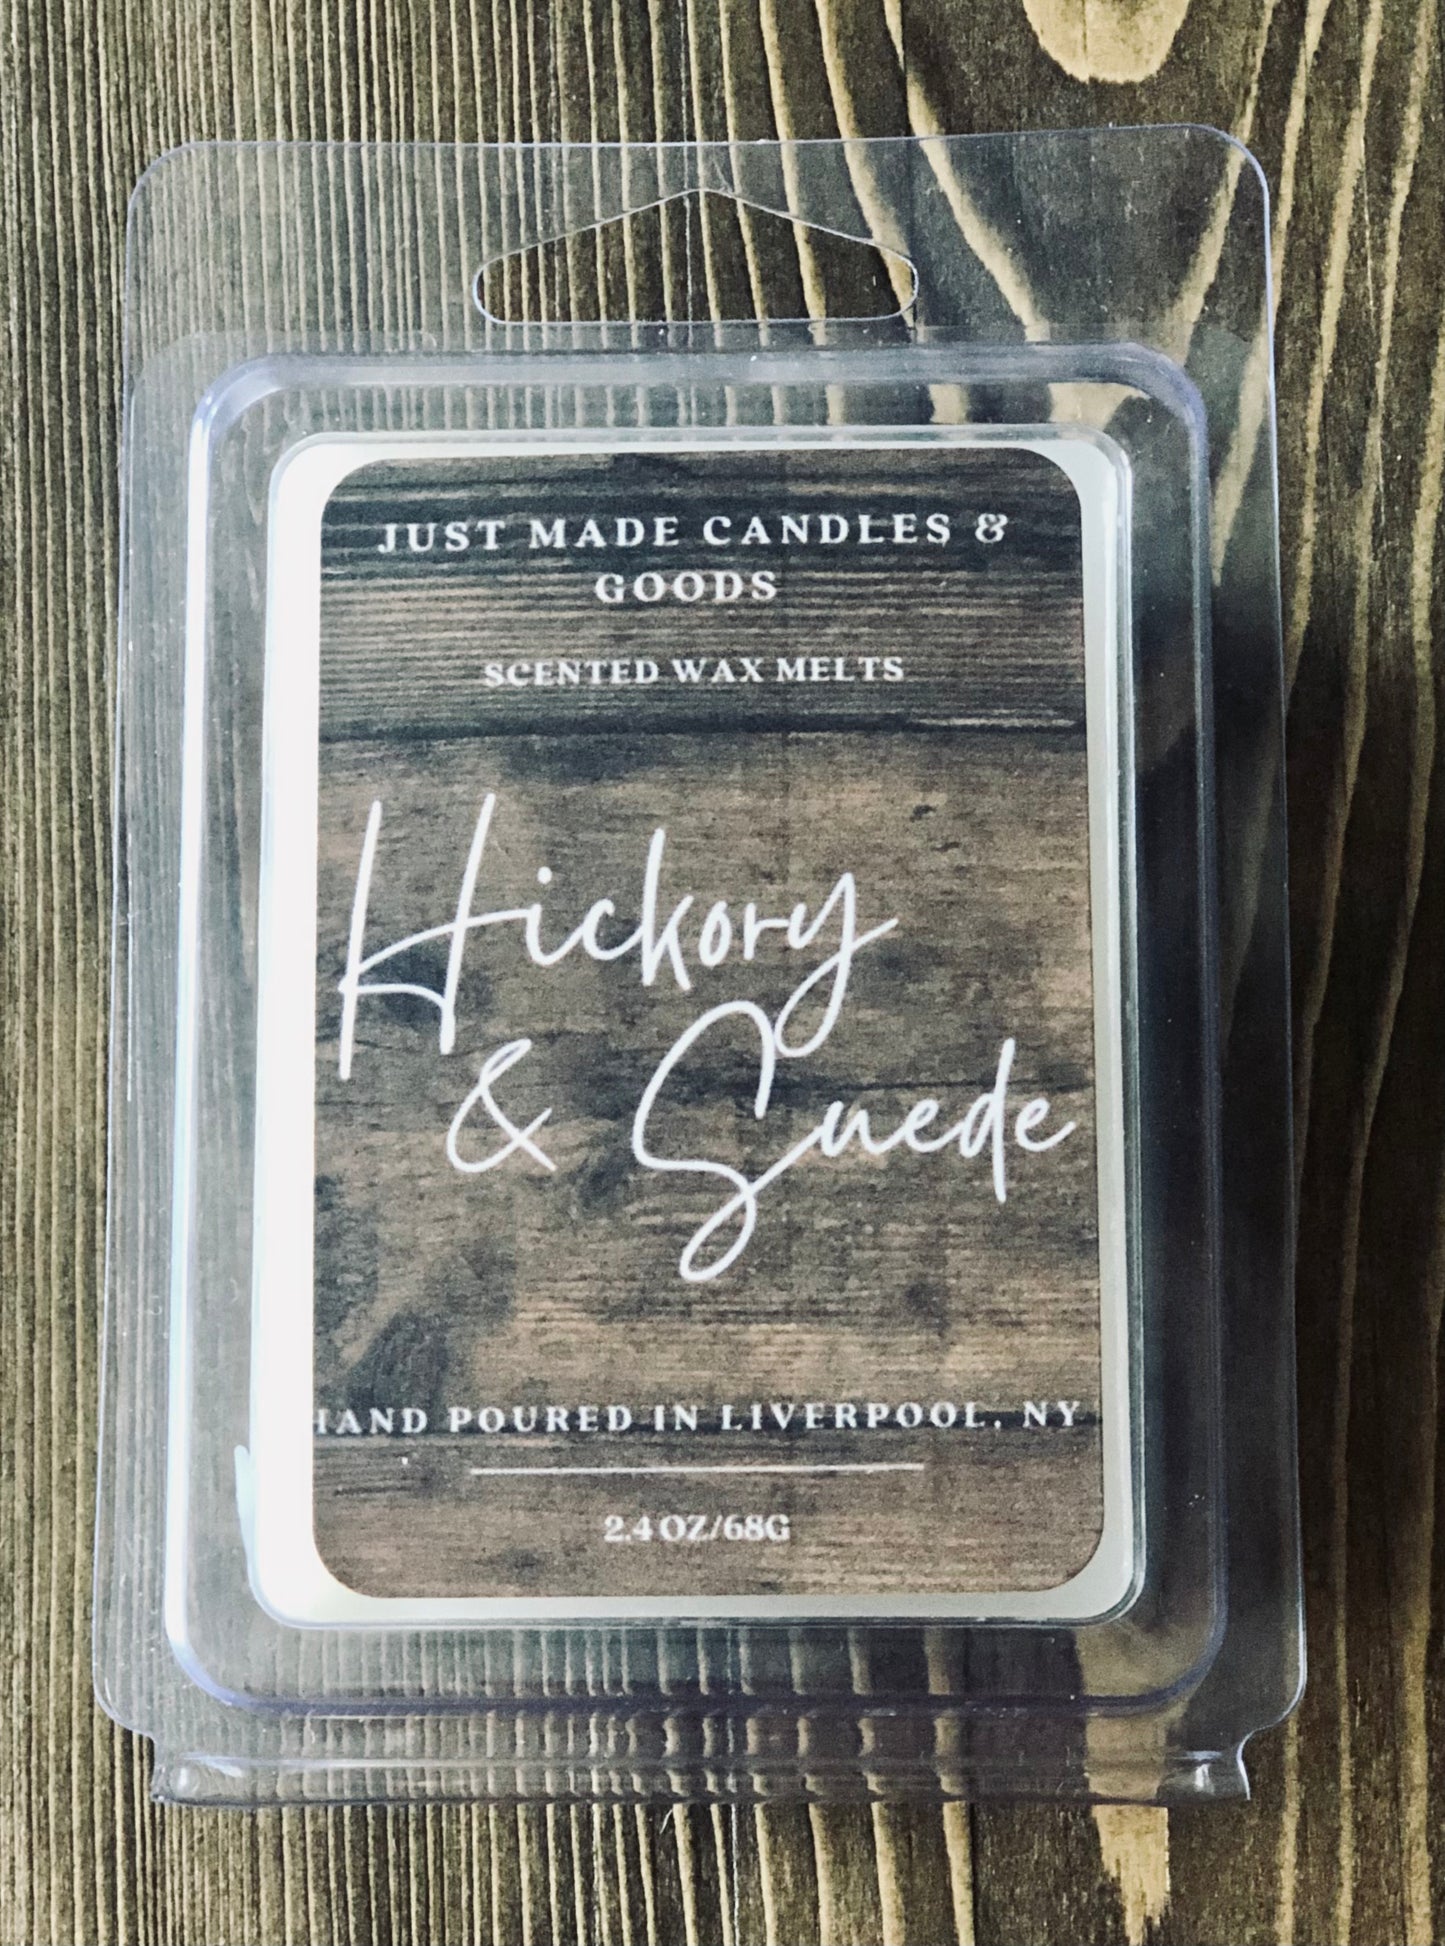 JUST MADE CANDLES &
GOODS
SCENTED WAX MELTS
Hickory
& Suede
HAND POURED IN LIVERPOOL, NY
2.4 OZ/68G